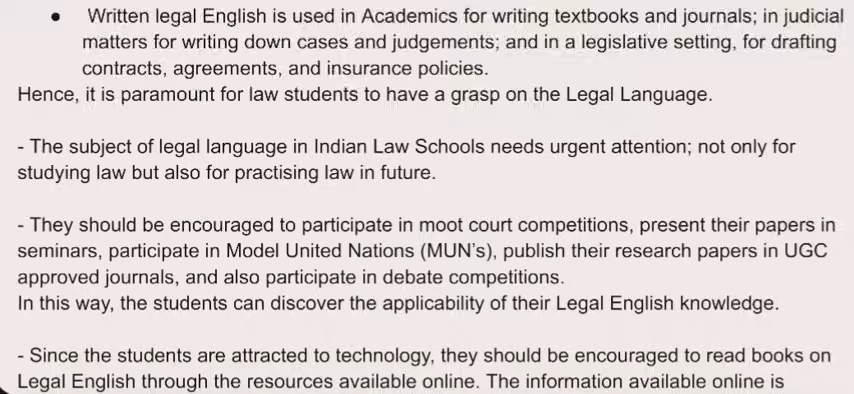 ● Written legal English is used in Academics for writing textbooks and journals; in judicial
matters for writing down cases and judgements; and in a legislative setting, for drafting
contracts, agreements, and insurance policies.
Hence, it is paramount for law students to have a grasp on the Legal Language.
- The subject of legal language in Indian Law Schools needs urgent attention; not only for
studying law but also for practising law in future.
- They should be encouraged to participate in moot court competitions, present their papers in
seminars, participate in Model United Nations (MUN's), publish their research papers in UGC
approved journals, and also participate in debate competitions.
In this way, the students can discover the applicability of their Legal English knowledge.
- Since the students are attracted to technology, they should be encouraged to read books on
Legal English through the resources available online. The information available online is